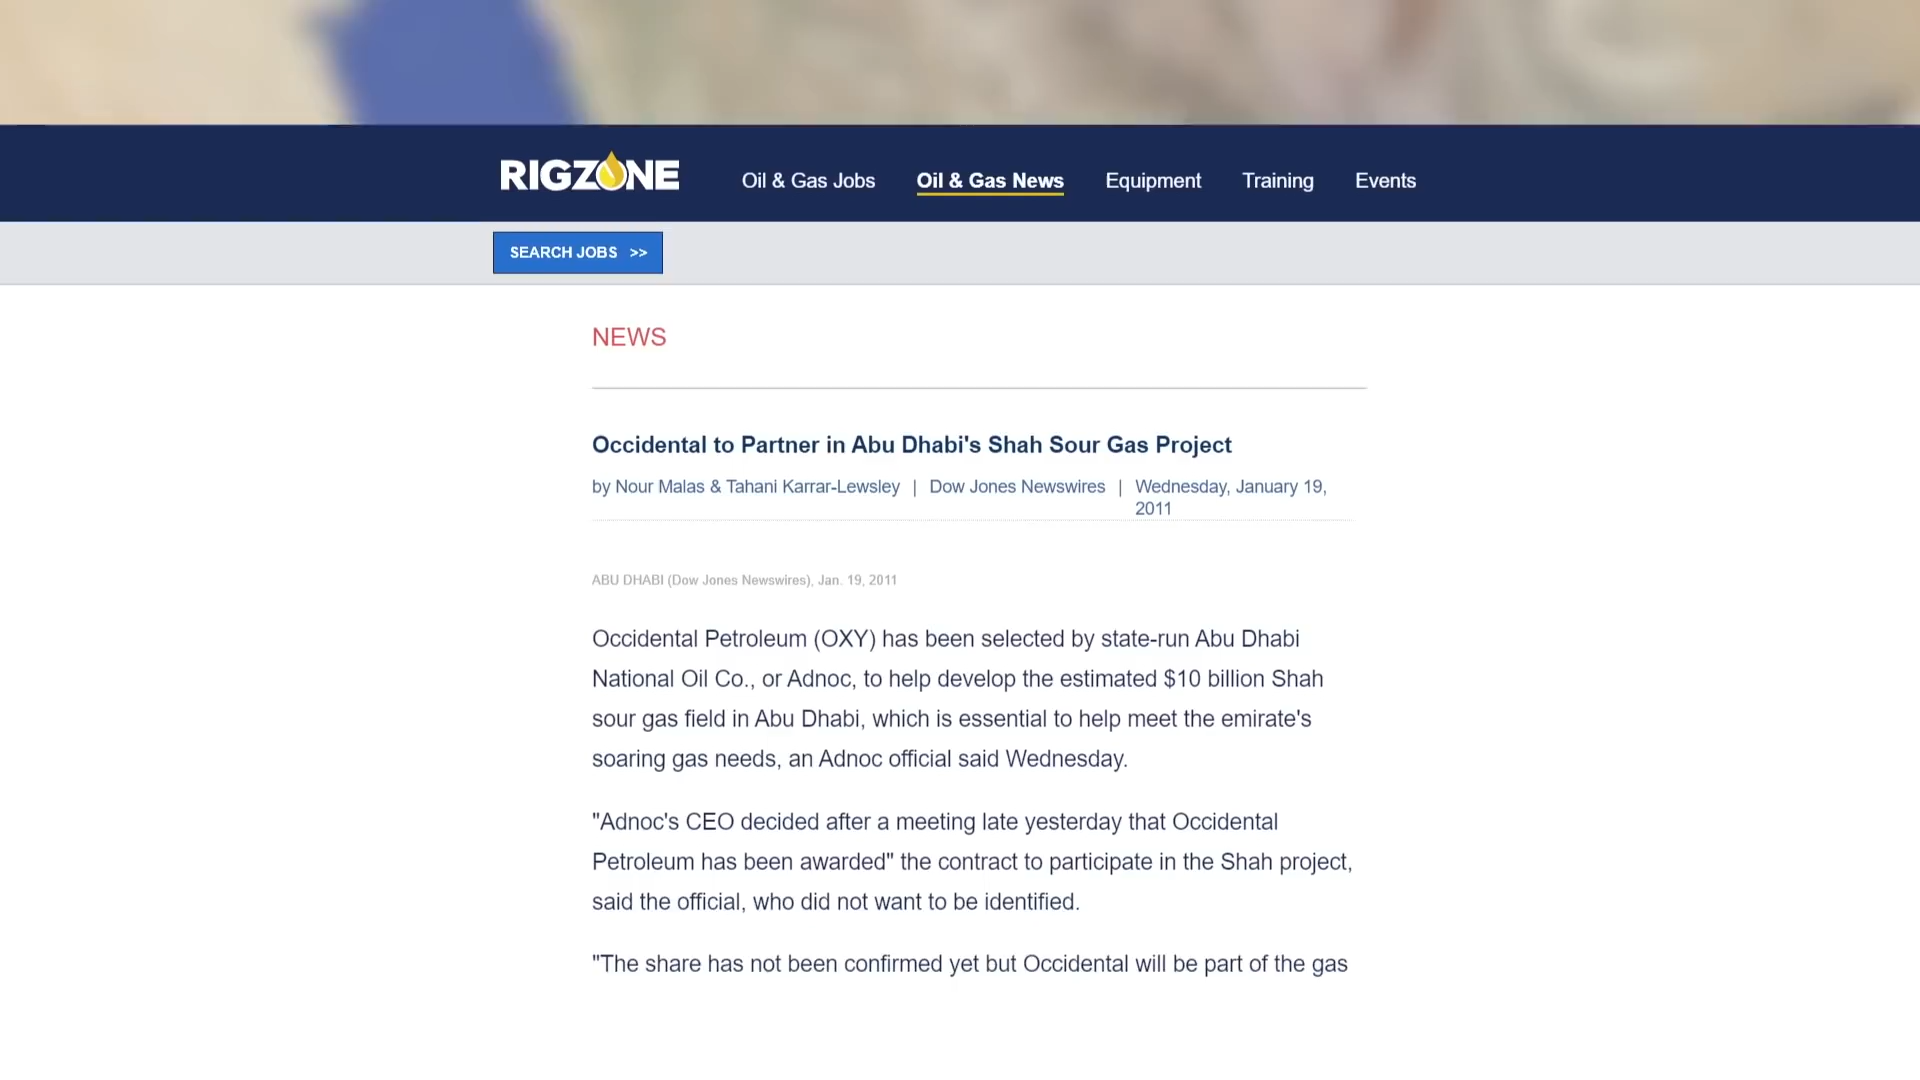 RIGZONE
Oil & Gas Jobs
Oil & Gas News
Equipment
Training
Events
SEARCH JOBS >>
NEWS
Occidental to Partner in Abu Dhabi's Shah Sour Gas Project
by Nour Malas & Tahani Karrar-Lewsley | Dow Jones Newswires | Wednesday, January 19,
2011
ABU DHABI (Dow Jones Newswires), Jan. 19, 2011
Occidental Petroleum (OXY) has been selected by state-run Abu Dhabi
National Oil Co., or Adnoc, to help develop the estimated $10 billion Shah
sour gas field in Abu Dhabi, which is essential to help meet the emirate's
soaring gas needs, an Adnoc official said Wednesday.
"Adnoc's CEO decided after a meeting late yesterday that Occidental
Petroleum has been awarded" the contract to participate in the Shah project,
said the official, who did not want to be identified.
"The share has not been confirmed yet but Occidental will be part of the gas